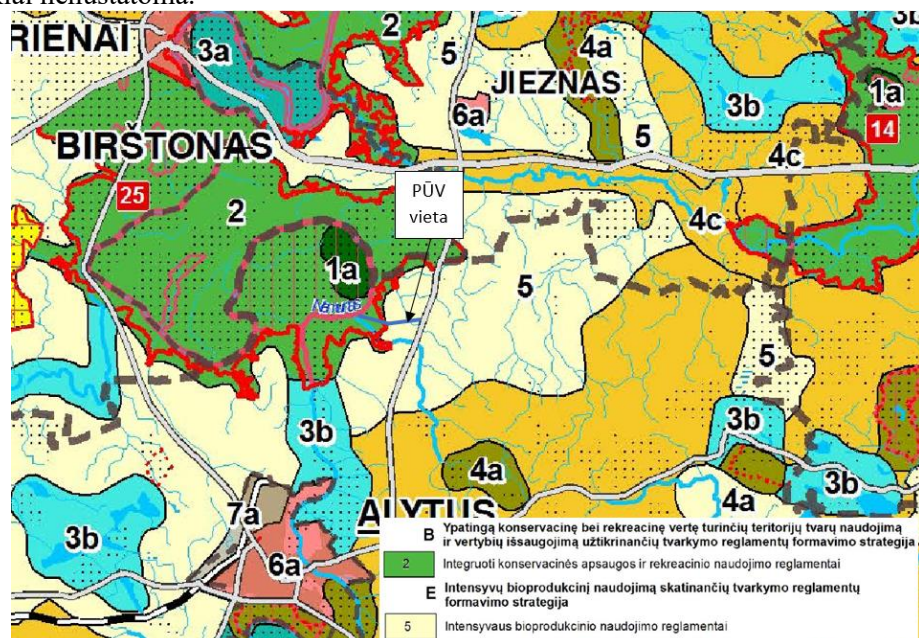 RIENAI
3a
2
5
4a
3b
3b
JIEZNAS
6a
1a
14
BIRŠTONAS
25
2
PŪV
vieta
5
4c
4c
1a
5
Nemunas
5
3b
3b
3b
4a
4a
ALYTUS
7a
3b
6a
B Ypatingą konservacinę bei rekreacinę vertę turinčių teritorijų tvarų naudojimą
ir vertybių išsaugojimą užtikrinančių tvarkymo reglamentų formavimo strategija
2 Integruoti konservacinės apsaugos ir rekreacinio naudojimo reglamentai
E Intensyvų bioprodukcinį naudojimą skatinančių tvarkymo reglamentų
formavimo strategija
5 Intensyvaus bioprodukcinio naudojimo reglamentai